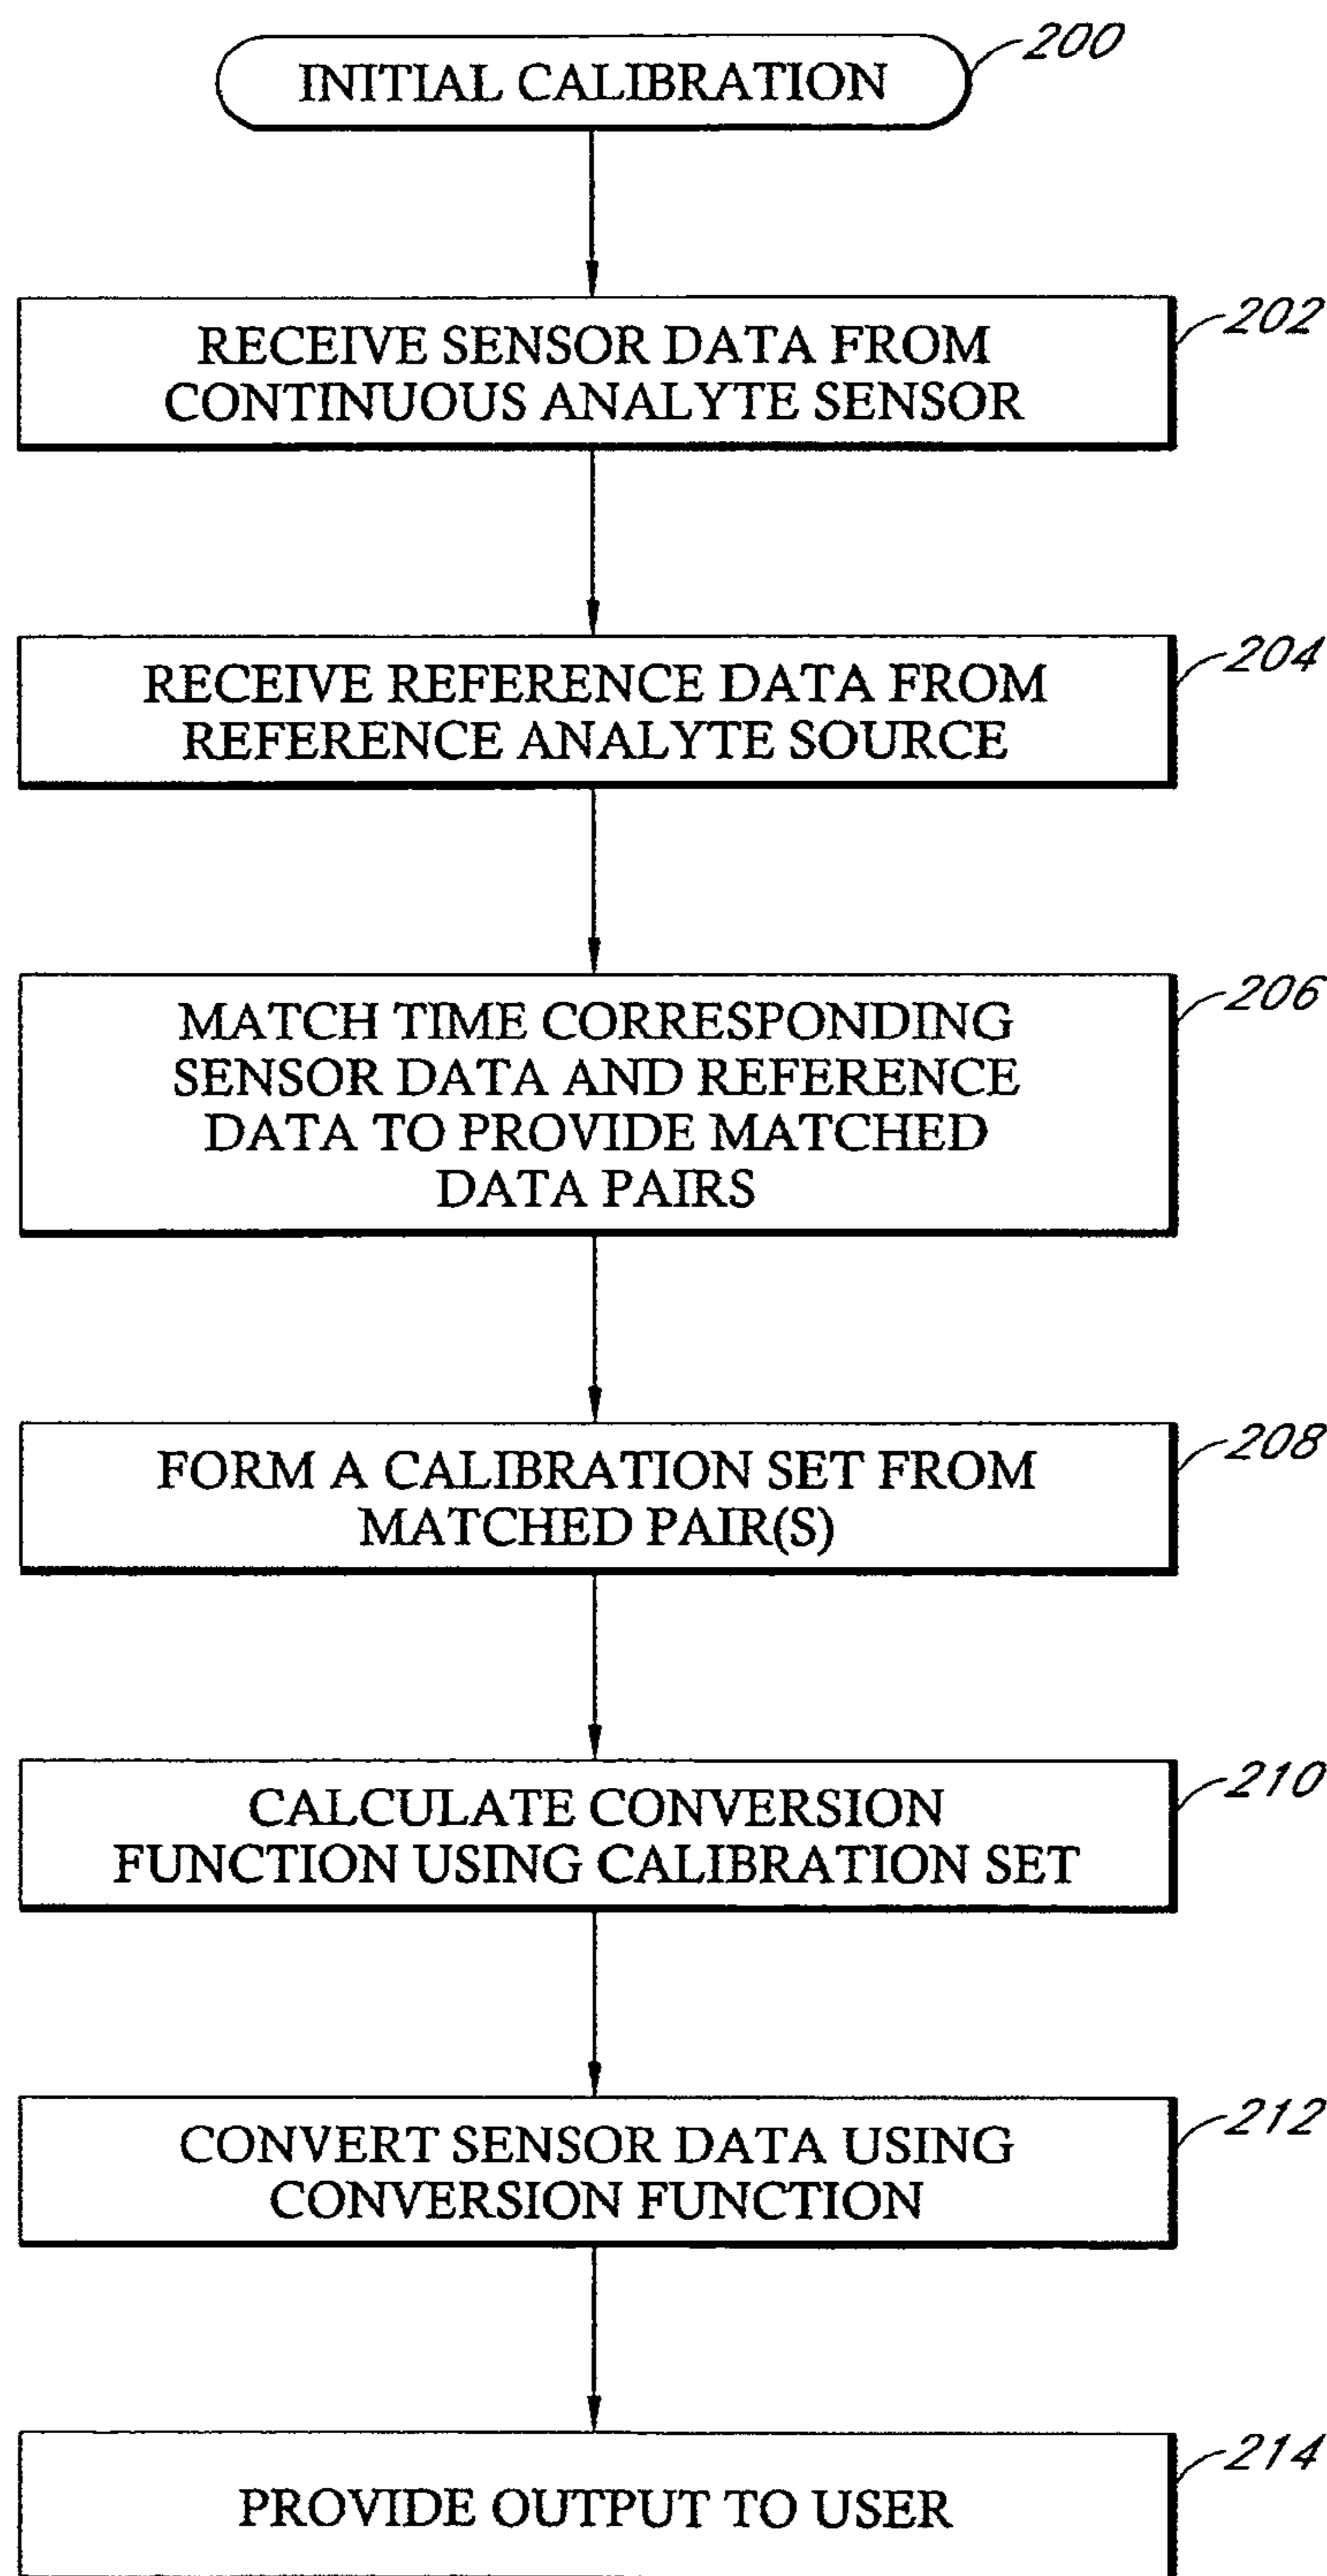 INITIAL CALIBRATION
200
RECEIVE SENSOR DATA FROM
CONTINUOUS ANALYTE SENSOR
202
RECEIVE REFERENCE DATA FROM
REFERENCE ANALYTE SOURCE
204
MATCH TIME CORRESPONDING
SENSOR DATA AND REFERENCE
DATA TO PROVIDE MATCHED
DATA PAIRS
206
FORM A CALIBRATION SET FROM
MATCHED PAIR(S)
208
CALCULATE CONVERSION
FUNCTION USING CALIBRATION SET
210
CONVERT SENSOR DATA USING
CONVERSION FUNCTION
212
PROVIDE OUTPUT TO USER
214